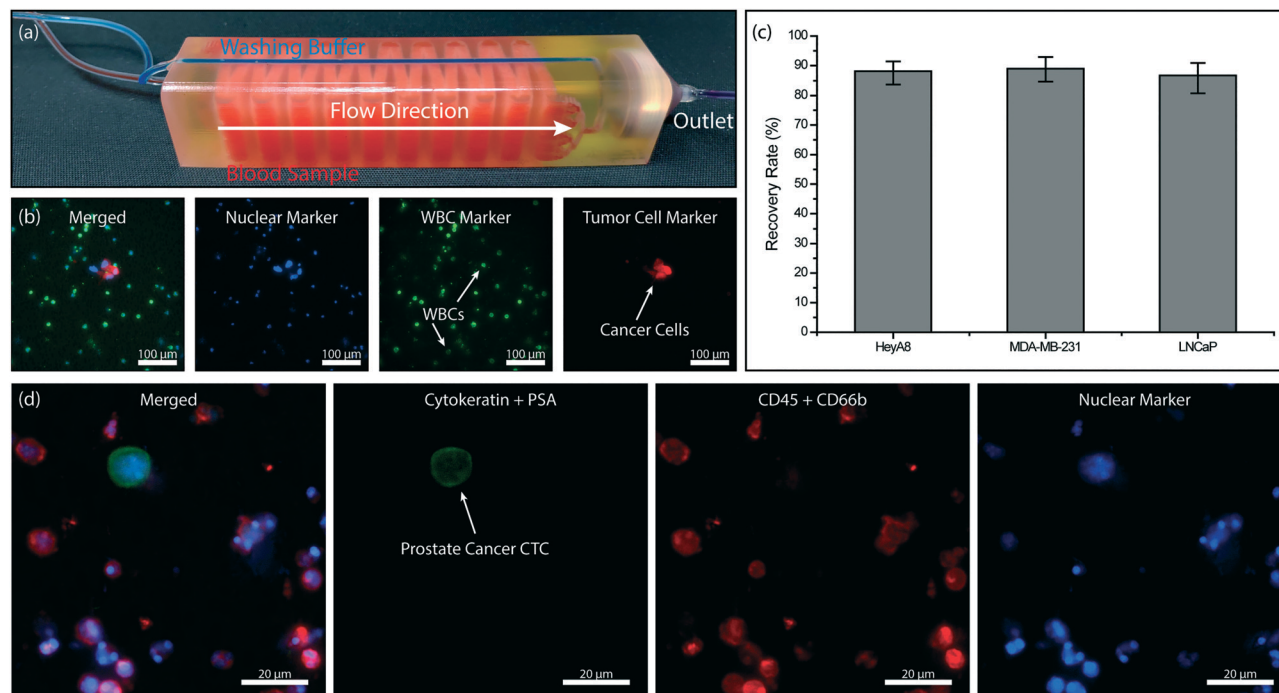 (a)
Washing Buffer
Flow Direction
Outlet
Blood Sample
(b)
Merged
Nuclear Marker
WBC Marker
Tumor Cell Marker
WBCs
Cancer Cells
100 μm
100 μm
100 μm
100 μm
(c)
Recovery Rate (%)
100
90
80
70
60
50
40
30
20
10
0
HeyA8
MDA-MB-231
LNCaP
(d)
Merged
Cytokeratin + PSA
CD45 + CD66b
Nuclear Marker
Prostate Cancer CTC
20 μm
20 μm
20 μm
20 μm